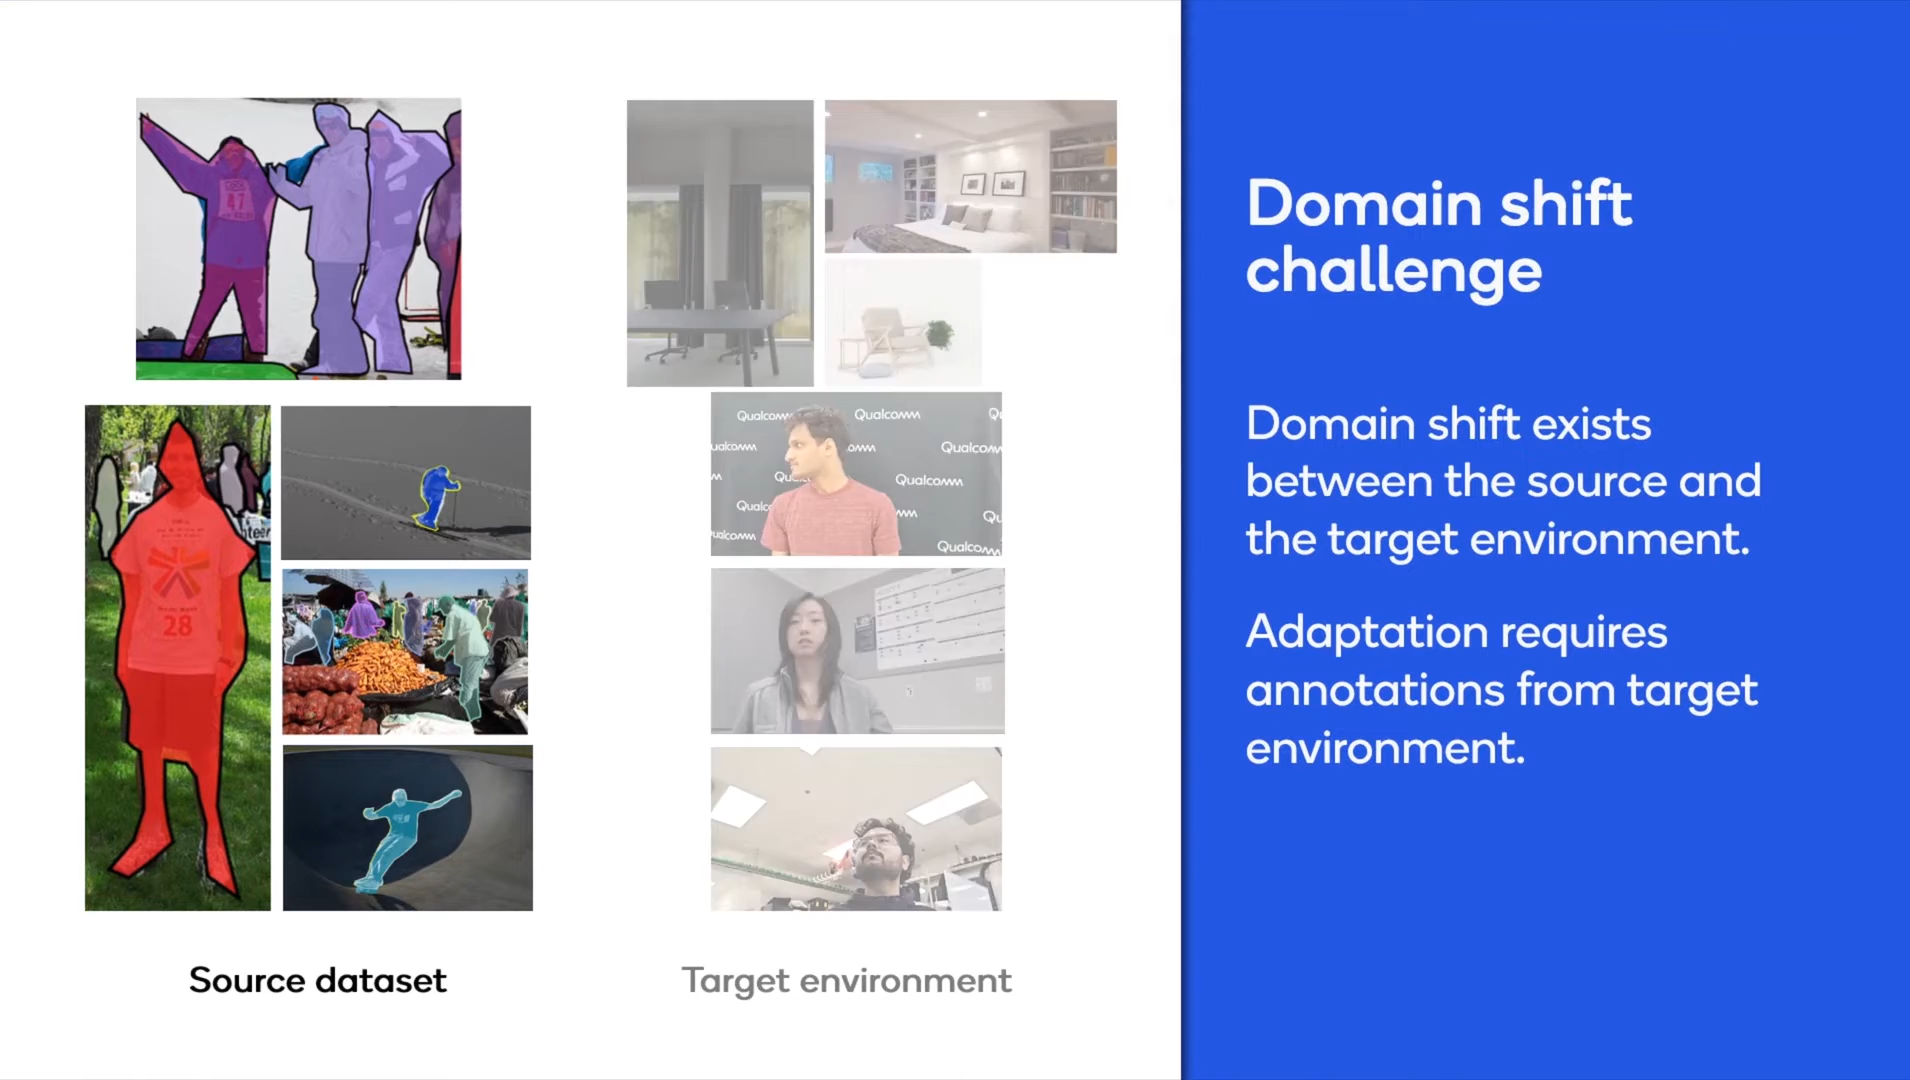 47
28
nteer
Qualcomm
Qualcomm
Qualcomm
Qualcomm
Qualcomm
Source dataset
Target environment
Domain shift
challenge
Domain shift exists
between the source and
the target environment.
Adaptation requires
annotations from target
environment.